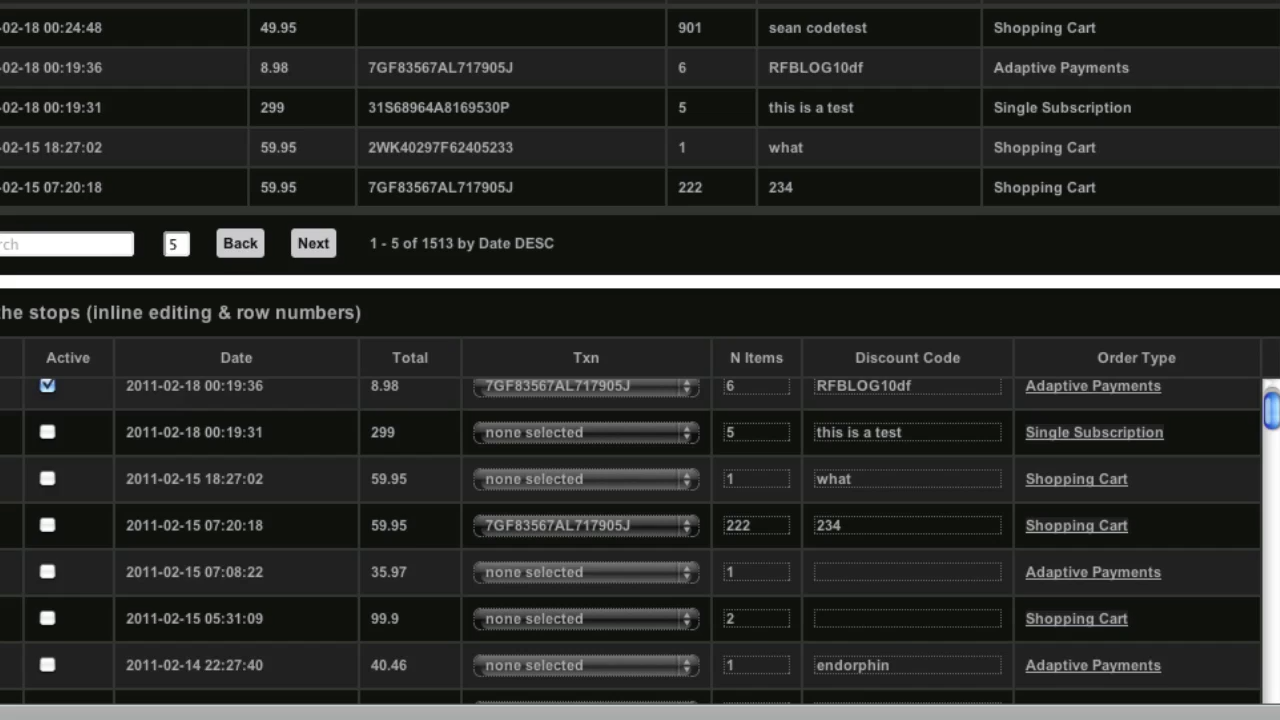 -02-18 00:24:48 49.95 901 sean codetest Shopping Cart
-02-18 00:19:36 8.98 7GF83567AL717905J 6 RFBLOG10df Adaptive Payments
-02-18 00:19:31 299 31S68964A8169530P 5 this is a test Single Subscription
-02-15 18:27:02 59.95 2WK40297F62405233 1 what Shopping Cart
-02-15 07:20:18 59.95 7GF83567AL717905J 222 234 Shopping Cart
rch 5 Back Next 1 - 5 of 1513 by Date DESC
the stops (inline editing & row numbers)
Active Date Total Txn N Items Discount Code Order Type
2011-02-18 00:19:36 8.98 7GF83567AL717905J 6 RFBLOG10df Adaptive Payments
2011-02-18 00:19:31 299 none selected 5 this is a test Single Subscription
2011-02-15 18:27:02 59.95 none selected 1 what Shopping Cart
2011-02-15 07:20:18 59.95 7GF83567AL717905J 222 234 Shopping Cart
2011-02-15 07:08:22 35.97 none selected 1 Adaptive Payments
2011-02-15 05:31:09 99.9 none selected 2 Shopping Cart
2011-02-14 22:27:40 40.46 none selected 1 endorphin Adaptive Payments